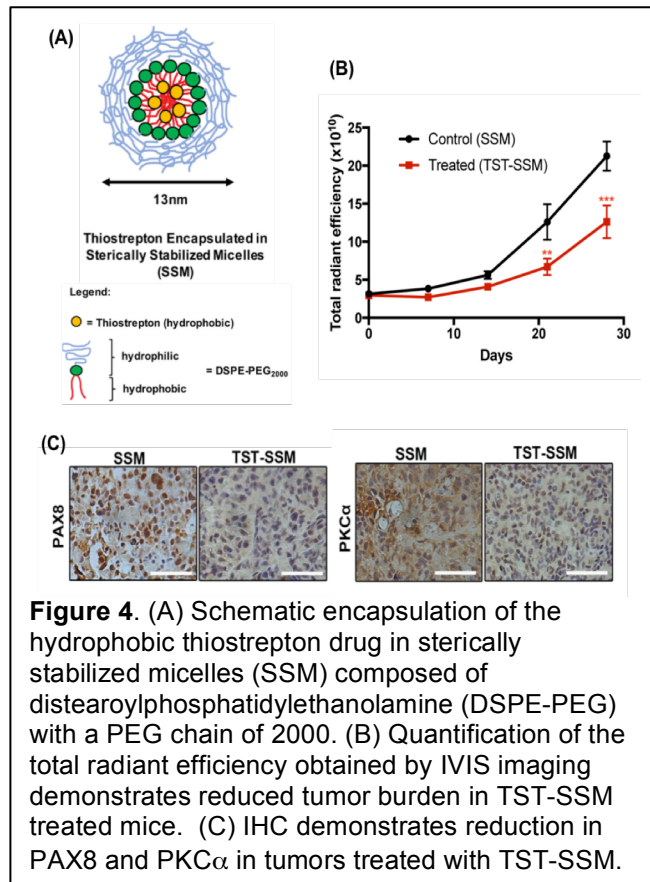 (A)
13nm
Thiostrepton Encapsulated in
Sterically Stabilized Micelles
(SSM)
Legend:
= Thiostrepton (hydrophobic)
hydrophilic
hydrophobic
= DSPE-PEG2000
(B)
Total radiant efficiency (x10¹⁰)
25
20
15
10
5
0
Control (SSM)
Treated (TST-SSM)
**
***
0
10
20
30
Days
(C)
SSM
TST-SSM
PAX8
SSM
TST-SSM
PKCα
Figure 4. (A) Schematic encapsulation of the
hydrophobic thiostrepton drug in sterically
stabilized micelles (SSM) composed of
distearoylphosphatidylethanolamine (DSPE-PEG)
with a PEG chain of 2000. (B) Quantification of the
total radiant efficiency obtained by IVIS imaging
demonstrates reduced tumor burden in TST-SSM
treated mice.  (C) IHC demonstrates reduction in
PAX8 and PKCα in tumors treated with TST-SSM.